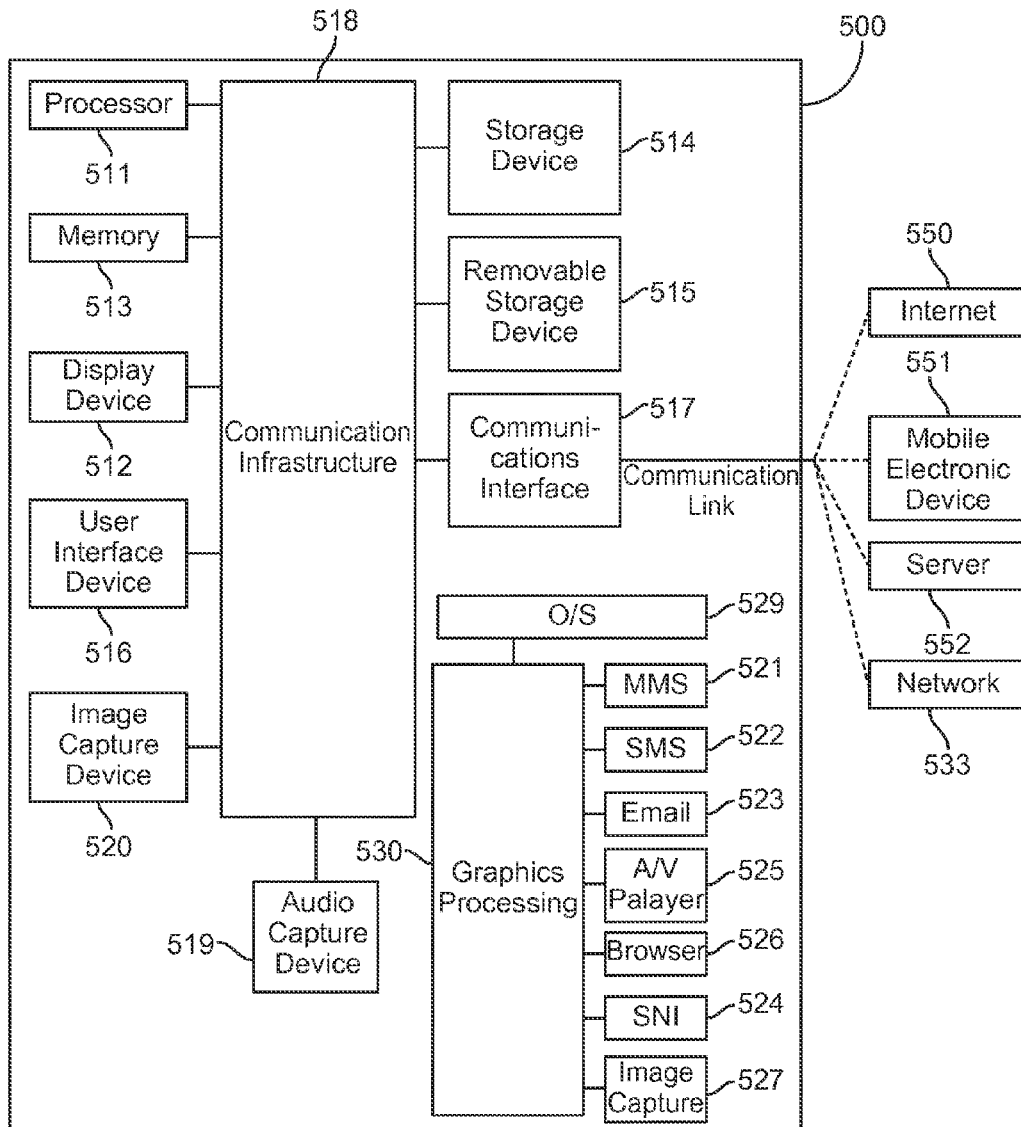 518
500
Processor
511
Memory
513
Display
Device
512
User
Interface
Device
516
Image
Capture
Device
520
Communication
Infrastructure
Audio
Capture
Device
519
Storage
Device
514
Removable
Storage
Device
515
Communi-
cations
Interface
517
Communication
Link
550
Internet
551
Mobile
Electronic
Device
Server
552
Network
533
O/S
529
530
Graphics
Processing
MMS
521
SMS
522
Email
523
A/V
Palayer
525
Browser
526
SNI
524
Image
Capture
527